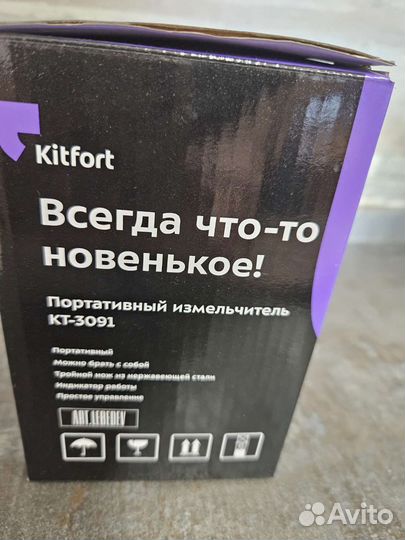 Kitfort
Всегда что-то
новенькое!
Портативный измельчитель
КТ-3091
Портативный
Можно брать с собой
Тройной нож из нержавеющей стали
Индикатор работы
Простое управление
ART.LEBEDEV
Avito